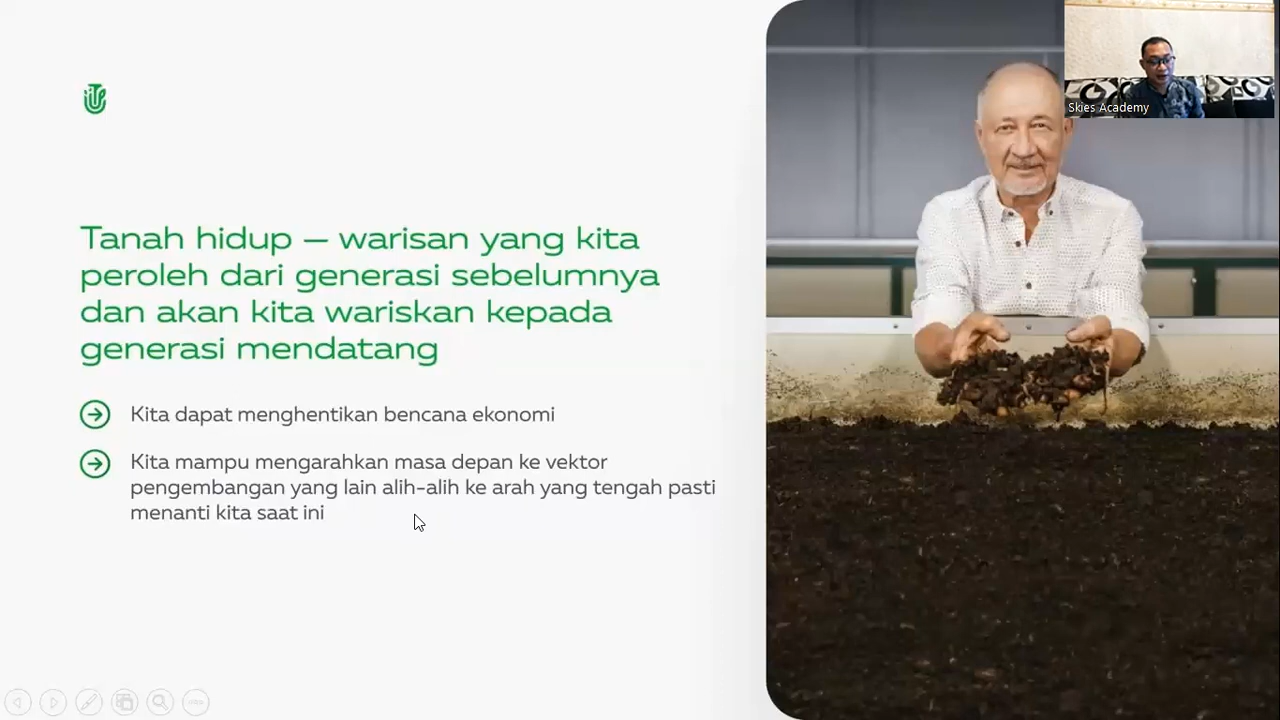 Skies Academy
Tanah hidup — warisan yang kita
peroleh dari generasi sebelumnya
dan akan kita wariskan kepada
generasi mendatang
Kita dapat menghentikan bencana ekonomi
Kita mampu mengarahkan masa depan ke vektor
pengembangan yang lain alih-alih ke arah yang tengah pasti
menanti kita saat ini